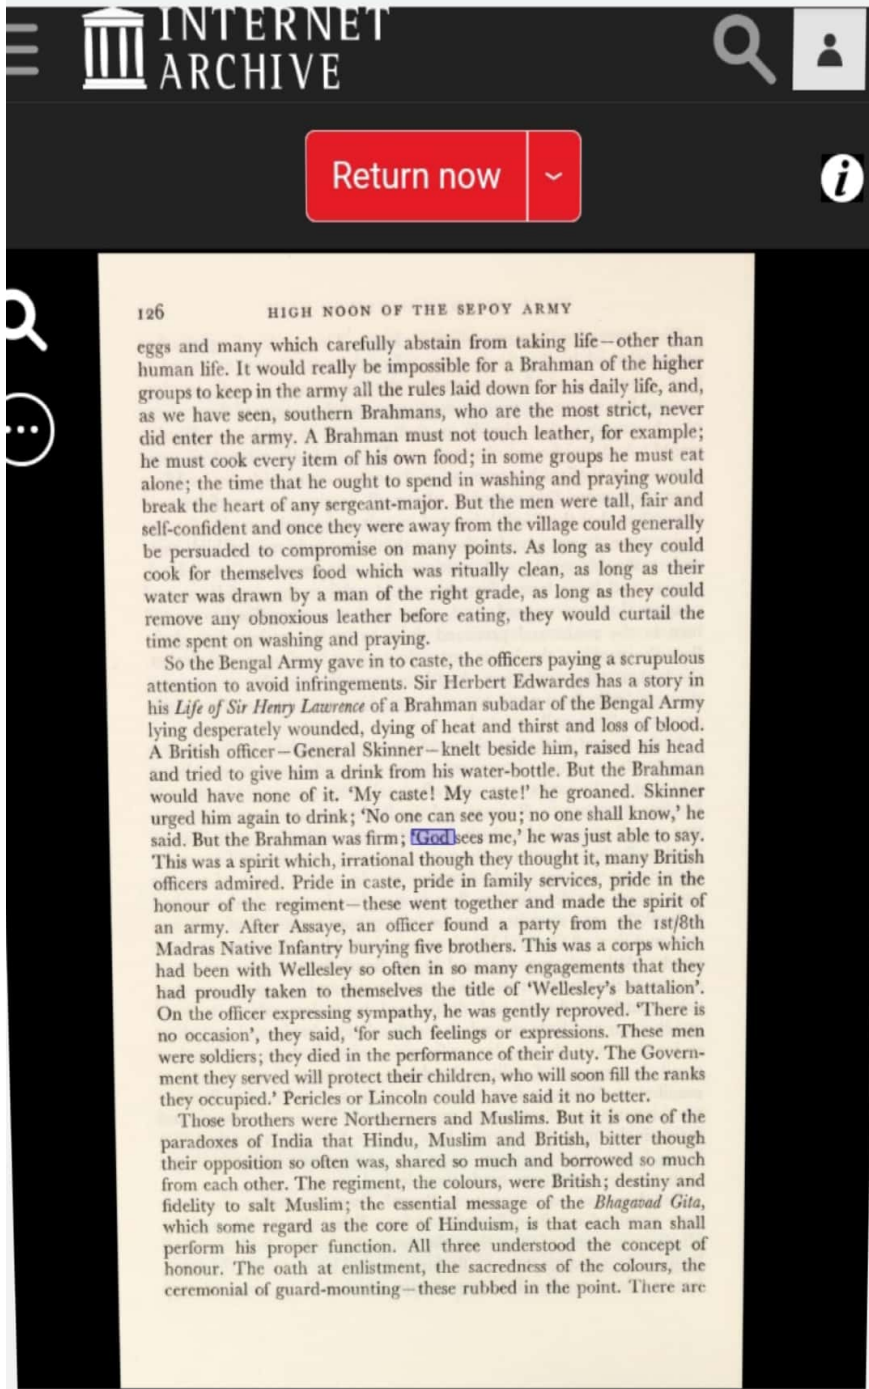 INTERNET
ARCHIVE
Return now
126 HIGH NOON OF THE SEPOY ARMY
eggs and many which carefully abstain from taking life—other than
human life. It would really be impossible for a Brahman of the higher
groups to keep in the army all the rules laid down for his daily life, and,
as we have seen, southern Brahmans, who are the most strict, never
did enter the army. A Brahman must not touch leather, for example;
he must cook every item of his own food; in some groups he must eat
alone; the time that he ought to spend in washing and praying would
break the heart of any sergeant-major. But the men were tall, fair and
self-confident and once they were away from the village could generally
be persuaded to compromise on many points. As long as they could
cook for themselves food which was ritually clean, as long as their
water was drawn by a man of the right grade, as long as they could
remove any obnoxious leather before eating, they would curtail the
time spent on washing and praying.
So the Bengal Army gave in to caste, the officers paying a scrupulous
attention to avoid infringements. Sir Herbert Edwardes has a story in
his Life of Sir Henry Lawrence of a Brahman subadar of the Bengal Army
lying desperately wounded, dying of heat and thirst and loss of blood.
A British officer—General Skinner—knelt beside him, raised his head
and tried to give him a drink from his water-bottle. But the Brahman
would have none of it. ‘My caste! My caste!’ he groaned. Skinner
urged him again to drink; ‘No one can see you; no one shall know,’ he
said. But the Brahman was firm; ‘God sees me,’ he was just able to say.
This was a spirit which, irrational though they thought it, many British
officers admired. Pride in caste, pride in family services, pride in the
honour of the regiment—these went together and made the spirit of
an army. After Assaye, an officer found a party from the 1st/8th
Madras Native Infantry burying five brothers. This was a corps which
had been with Wellesley so often in so many engagements that they
had proudly taken to themselves the title of ‘Wellesley’s battalion’.
On the officer expressing sympathy, he was gently reproved. ‘There is
no occasion’, they said, ‘for such feelings or expressions. These men
were soldiers; they died in the performance of their duty. The Govern-
ment they served will protect their children, who will soon fill the ranks
they occupied.’ Pericles or Lincoln could have said it no better.
Those brothers were Northerners and Muslims. But it is one of the
paradoxes of India that Hindu, Muslim and British, bitter though
their opposition so often was, shared so much and borrowed so much
from each other. The regiment, the colours, were British; destiny and
fidelity to salt Muslim; the essential message of the Bhagavad Gita,
which some regard as the core of Hinduism, is that each man shall
perform his proper function. All three understood the concept of
honour. The oath at enlistment, the sacredness of the colours, the
ceremonial of guard-mounting—these rubbed in the point. There are